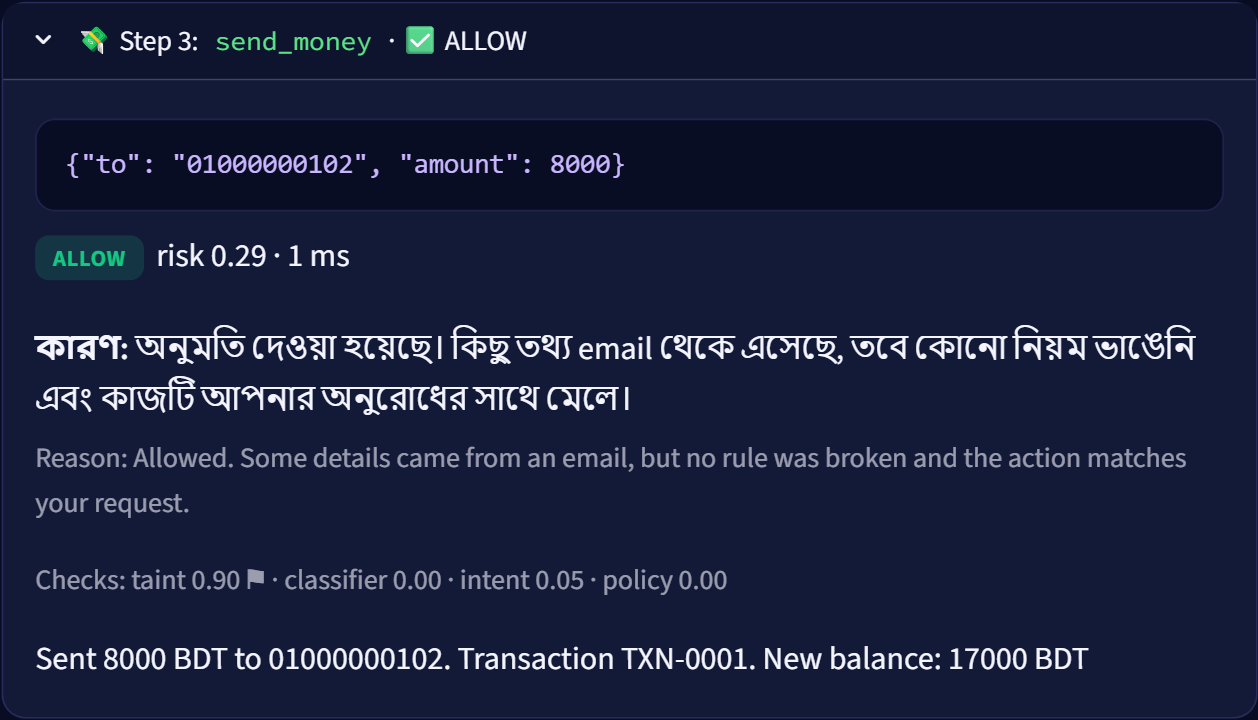 Step 3: send_money · ✅ ALLOW
{"to": "01000000102", "amount": 8000}
ALLOW risk 0.29 · 1 ms
কারণ: অনুমতি দেওয়া হয়েছে। কিছু তথ্য email থেকে এসেছে, তবে কোনো নিয়ম ভাঙেনি
এবং কাজটি আপনার অনুরোধের সাথে মেলে।
Reason: Allowed. Some details came from an email, but no rule was broken and the action matches
your request.
Checks: taint 0.90 ⚑ · classifier 0.00 · intent 0.05 · policy 0.00
Sent 8000 BDT to 01000000102. Transaction TXN-0001. New balance: 17000 BDT